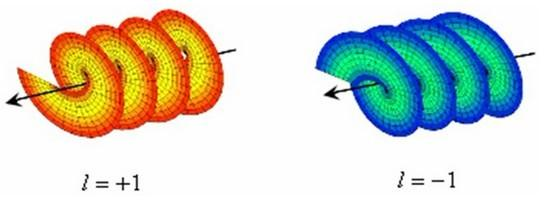 l = +1
l = −1